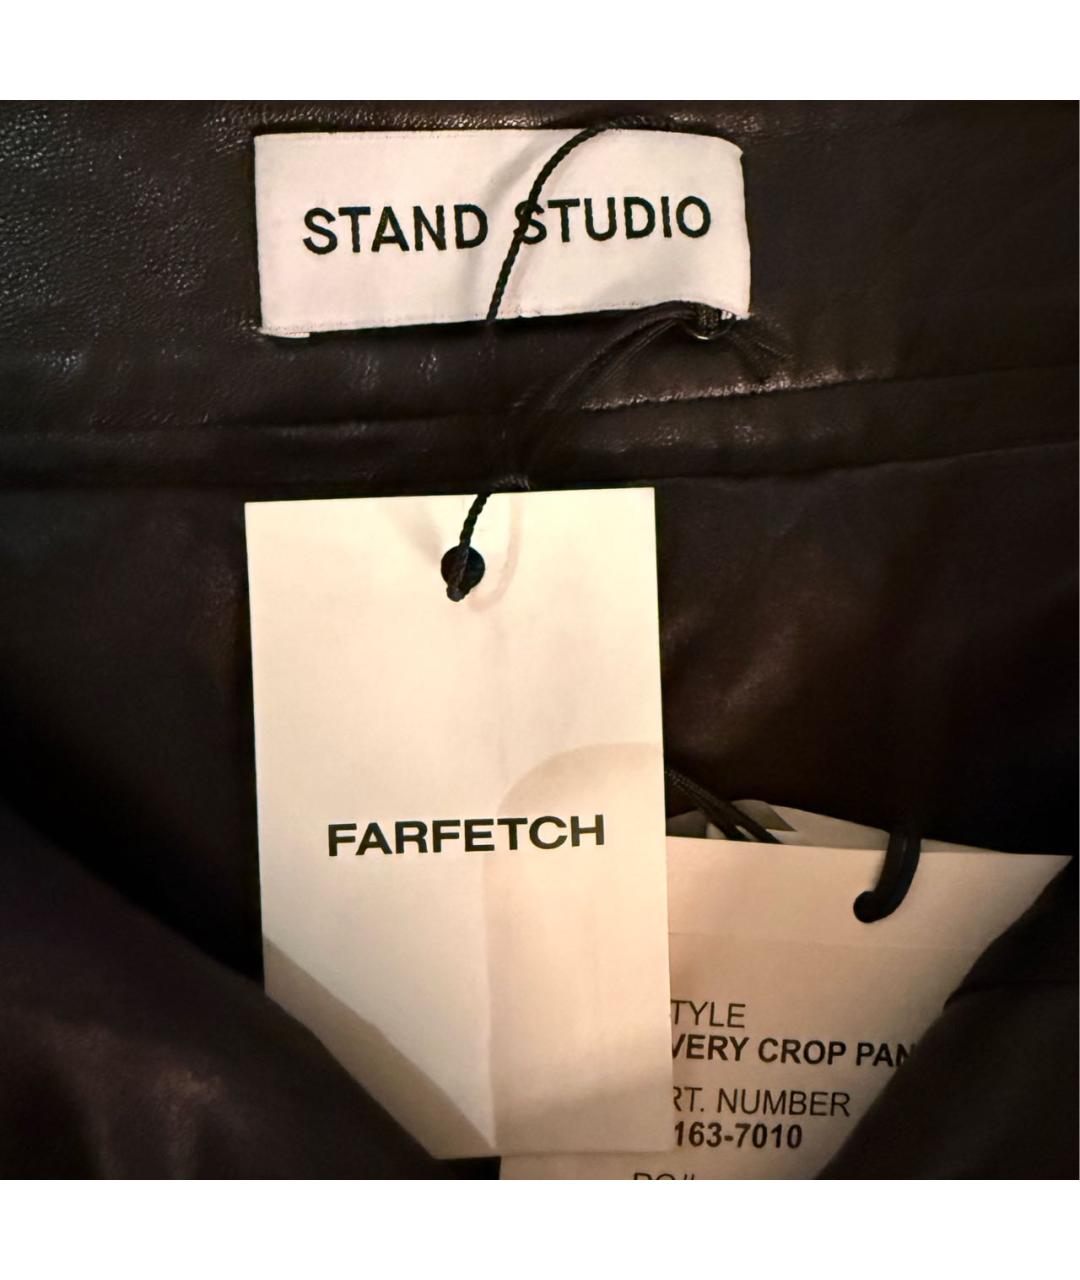 STAND STUDIO
FARFETCH
TYLE
VERY CROP PAN
RT. NUMBER
163-7010